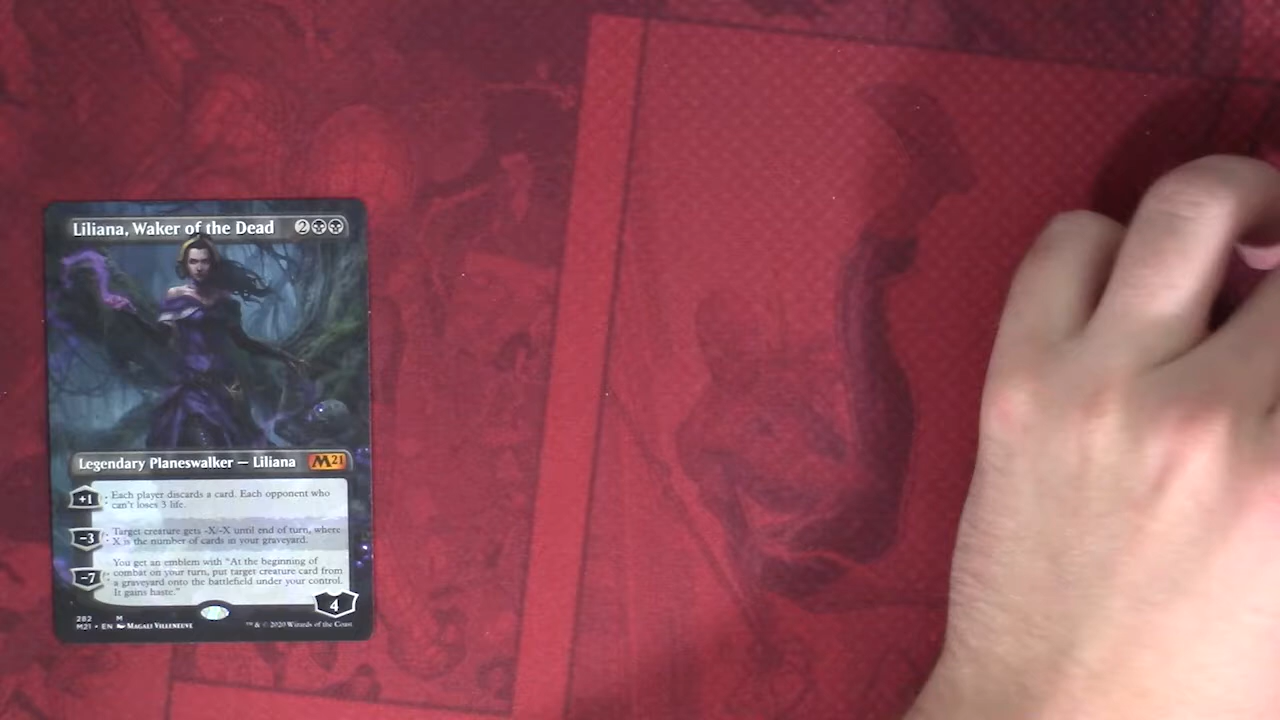 Liliana, Waker of the Dead 2
Legendary Planeswalker — Liliana M21
+1: Each player discards a card. Each opponent who
can't loses 3 life.
-3: Target creature gets -X/-X until end of turn, where
X is the number of cards in your graveyard.
-7: You get an emblem with "At the beginning of
combat on your turn, put target creature card from
a graveyard onto the battlefield under your control.
It gains haste."
4
282 M
M21 • EN Magali Villeneuve ™ & © 2020 Wizards of the Coast